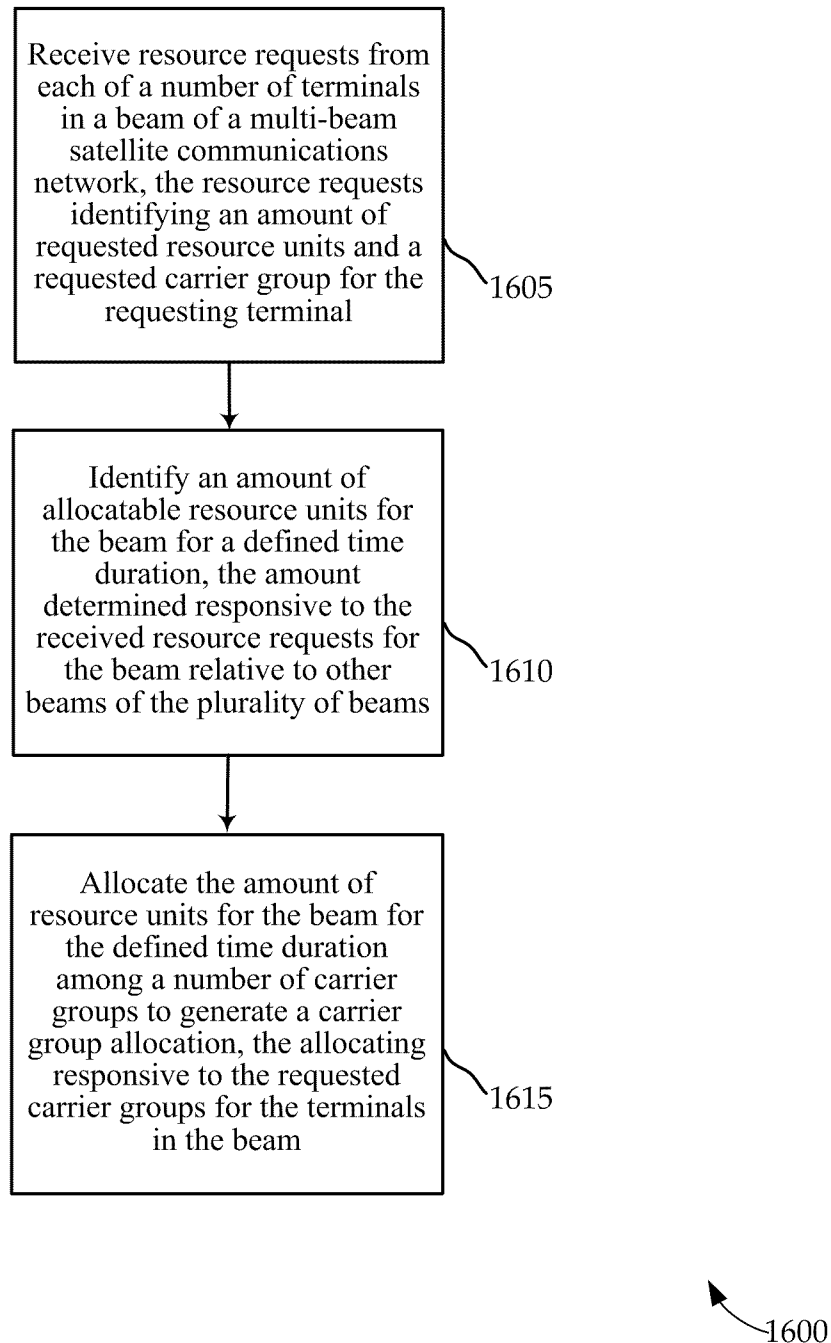 Receive resource requests from
each of a number of terminals
in a beam of a multi-beam
satellite communications
network, the resource requests
identifying an amount of
requested resource units and a
requested carrier group for the
requesting terminal
1605
Identify an amount of
allocatable resource units for
the beam for a defined time
duration, the amount
determined responsive to the
received resource requests for
the beam relative to other
beams of the plurality of beams
1610
Allocate the amount of
resource units for the beam for
the defined time duration
among a number of carrier
groups to generate a carrier
group allocation, the allocating
responsive to the requested
carrier groups for the terminals
in the beam
1615
1600